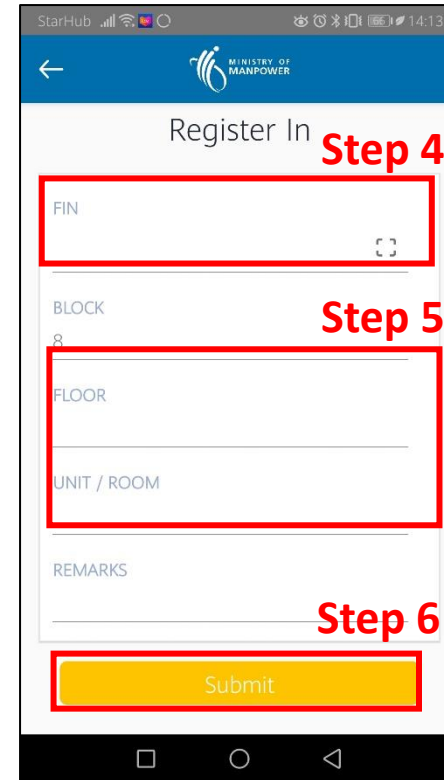 StarHub 14:13
MINISTRY OF
MANPOWER
Register In
Step 4
FIN
BLOCK
Step 5
8
FLOOR
UNIT / ROOM
REMARKS
Step 6
Submit